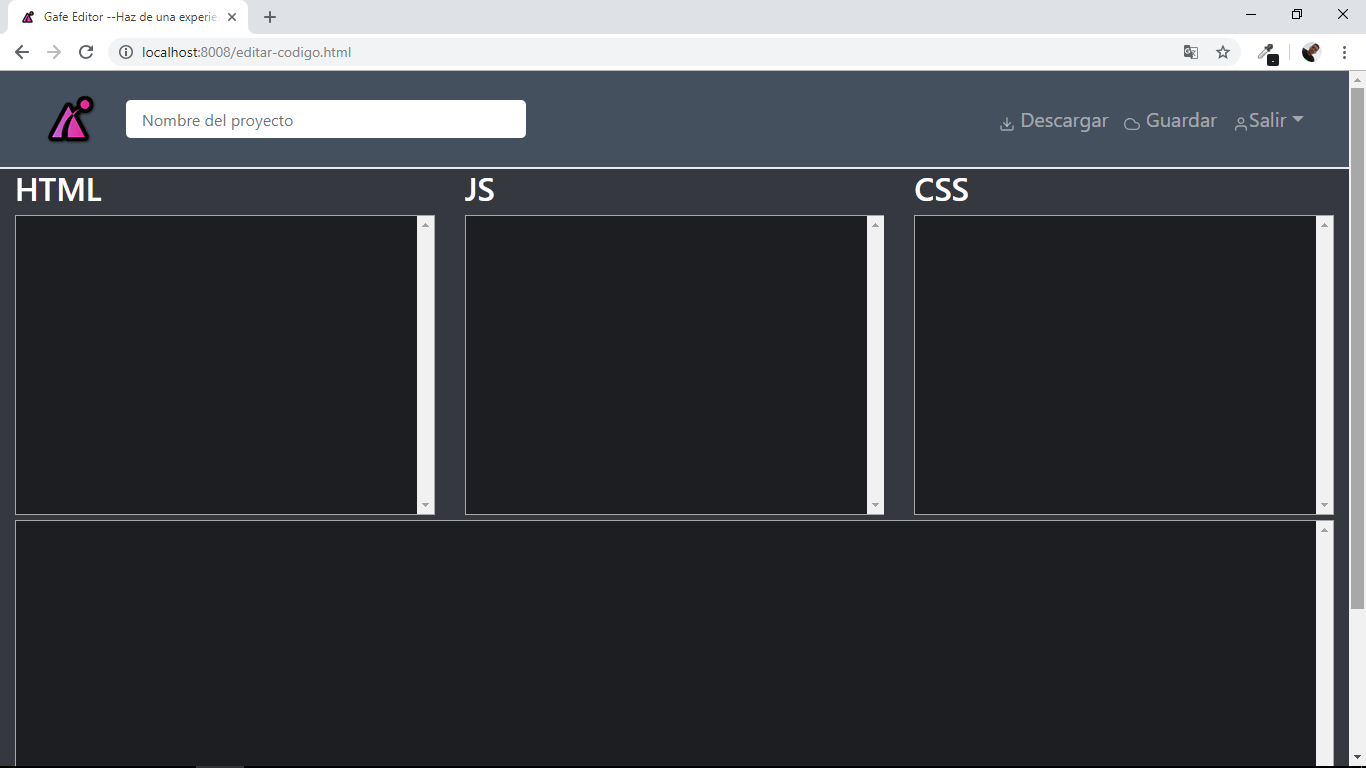 Gafe Editor --Haz de una experie
localhost:8008/editar-codigo.html
Nombre del proyecto
Descargar
Guardar
Salir
HTML
JS
CSS